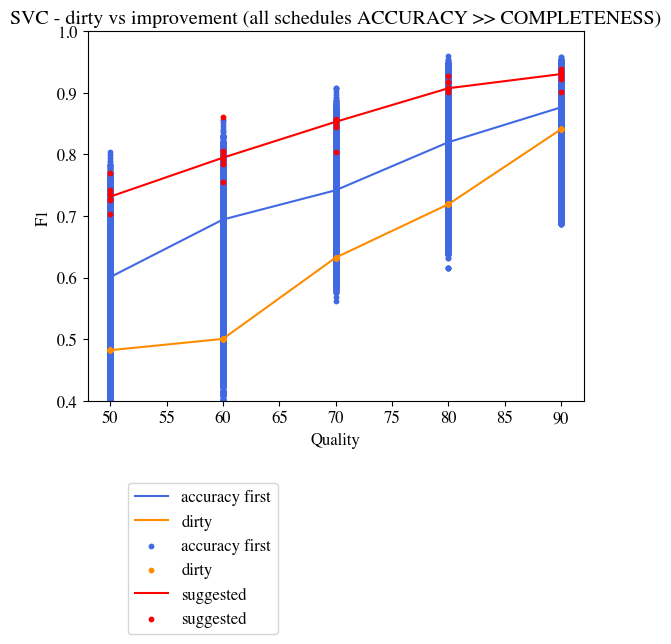 SVC - dirty vs improvement (all schedules ACCURACY >> COMPLETENESS)
1.0
0.9
0.8
0.7
0.6
0.5
0.4
F1
50 55 60 65 70 75 80 85 90
Quality
accuracy first
dirty
accuracy first
dirty
suggested
suggested